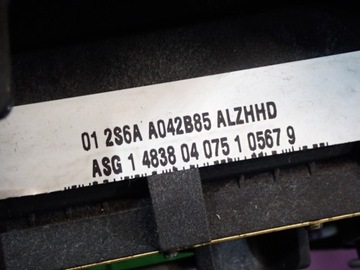 01 2S6A A042B85 ALZHHD
ASG 1 4838 04 075 1 0567 9